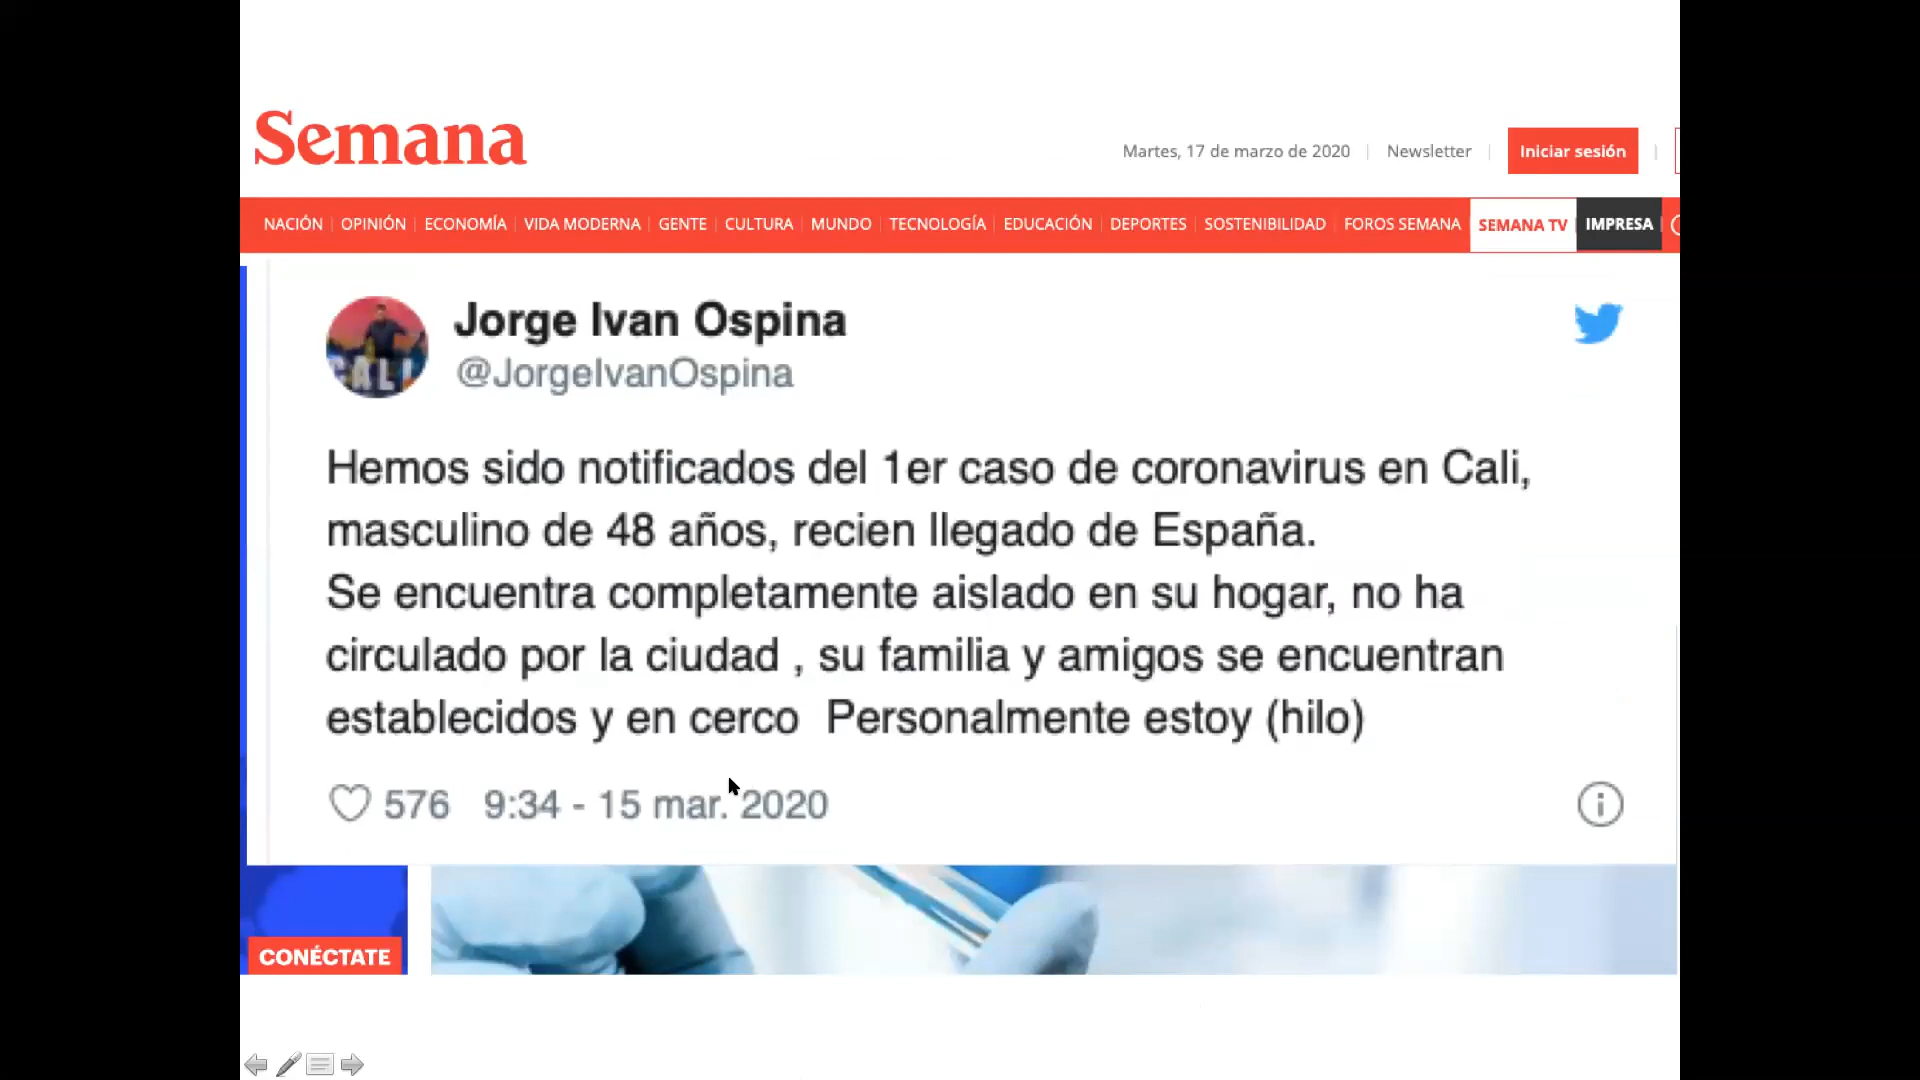 Semana
Martes, 17 de marzo de 2020 | Newsletter | Iniciar sesión |
NACIÓN | OPINIÓN | ECONOMÍA | VIDA MODERNA | GENTE | CULTURA | MUNDO | TECNOLOGÍA | EDUCACIÓN | DEPORTES | SOSTENIBILIDAD | FOROS SEMANA SEMANA TV IMPRESA
Jorge Ivan Ospina
@JorgeIvanOspina
CALI
Hemos sido notificados del 1er caso de coronavirus en Cali,
masculino de 48 años, recien llegado de España.
Se encuentra completamente aislado en su hogar, no ha
circulado por la ciudad , su familia y amigos se encuentran
establecidos y en cerco  Personalmente estoy (hilo)
576 9:34 - 15 mar. 2020
CONÉCTATE